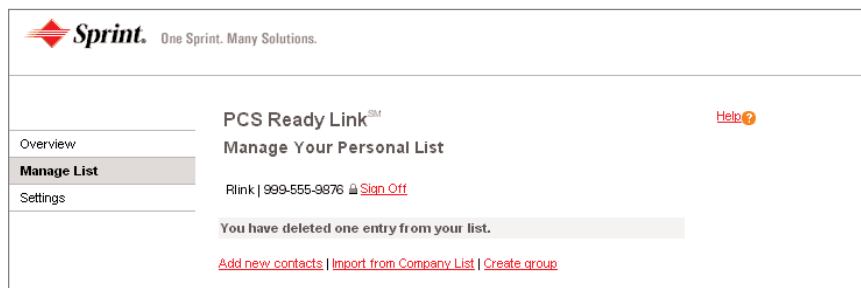 Sprint. One Sprint. Many Solutions.
PCS Ready Link℠
Help?
Manage Your Personal List
Overview
Manage List
Settings
Rlink | 999-555-9876 Sign Off
You have deleted one entry from your list.
Add new contacts | Import from Company List | Create group